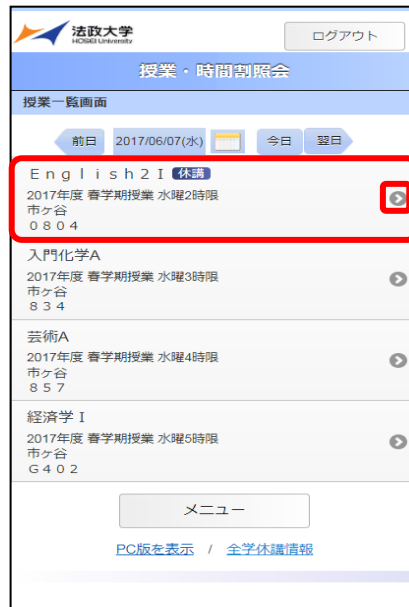 法政大学
HOSEI University
ログアウト
授業・時間割照会
授業一覧画面
前日 2017/06/07(水) 今日 翌日
Ｅｎｇｌｉｓｈ２Ⅰ 休講
2017年度 春学期授業 水曜2時限
市ヶ谷
０８０４
入門化学A
2017年度 春学期授業 水曜3時限
市ヶ谷
８３４
芸術A
2017年度 春学期授業 水曜4時限
市ヶ谷
８５７
経済学Ⅰ
2017年度 春学期授業 水曜5時限
市ヶ谷
Ｇ４０２
メニュー
PC版を表示 / 全学休講情報